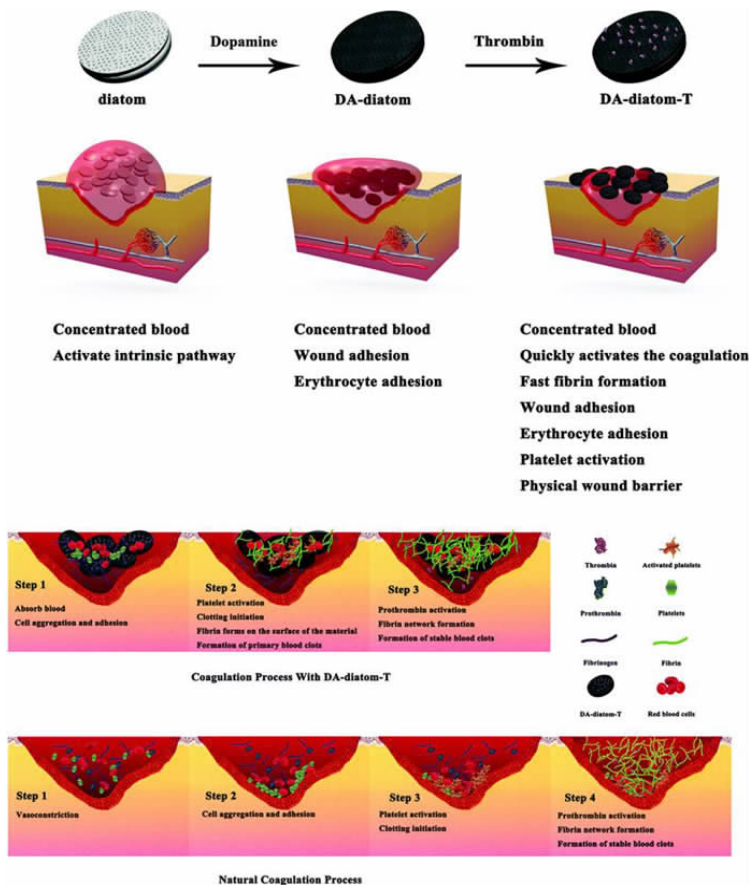 Dopamine
Thrombin
diatom
DA-diatom
DA-diatom-T
Concentrated blood
Activate intrinsic pathway
Concentrated blood
Wound adhesion
Erythrocyte adhesion
Concentrated blood
Quickly activates the coagulation
Fast fibrin formation
Wound adhesion
Erythrocyte adhesion
Platelet activation
Physical wound barrier
Step 1
Absorb blood
Cell aggregation and adhesion
Step 2
Platelet activation
Clotting initiation
Fibrin forms on the surface of the material
Formation of primary blood clots
Step 3
Prothrombin activation
Fibrin network formation
Formation of stable blood clots
Coagulation Process With DA-diatom-T
Thrombin
Activated platelets
Prothrombin
Platelets
Fibrinogen
Fibrin
DA-diatom-T
Red blood cells
Step 1
Vasoconstriction
Step 2
Cell aggregation and adhesion
Step 3
Platelet activation
Clotting initiation
Step 4
Prothrombin activation
Fibrin network formation
Formation of stable blood clots
Natural Coagulation Process